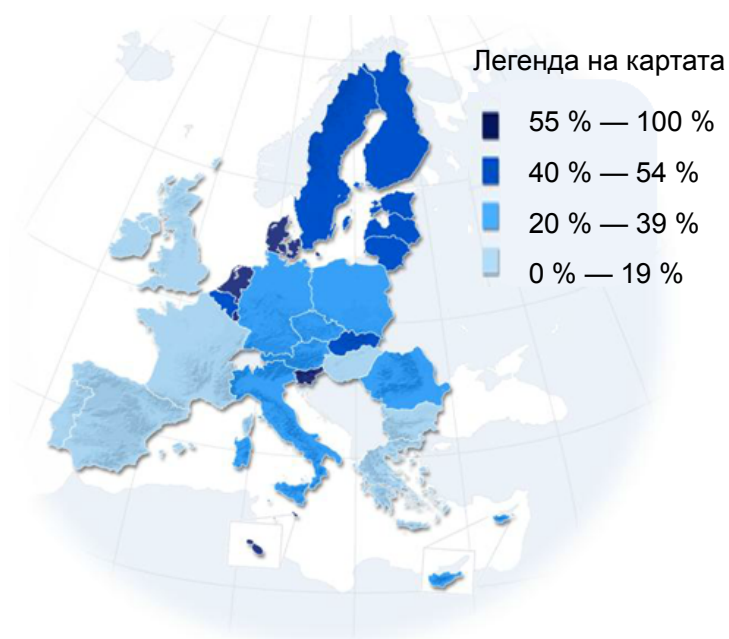 Легенда на картата
55 % — 100 %
40 % — 54 %
20 % — 39 %
0 % — 19 %